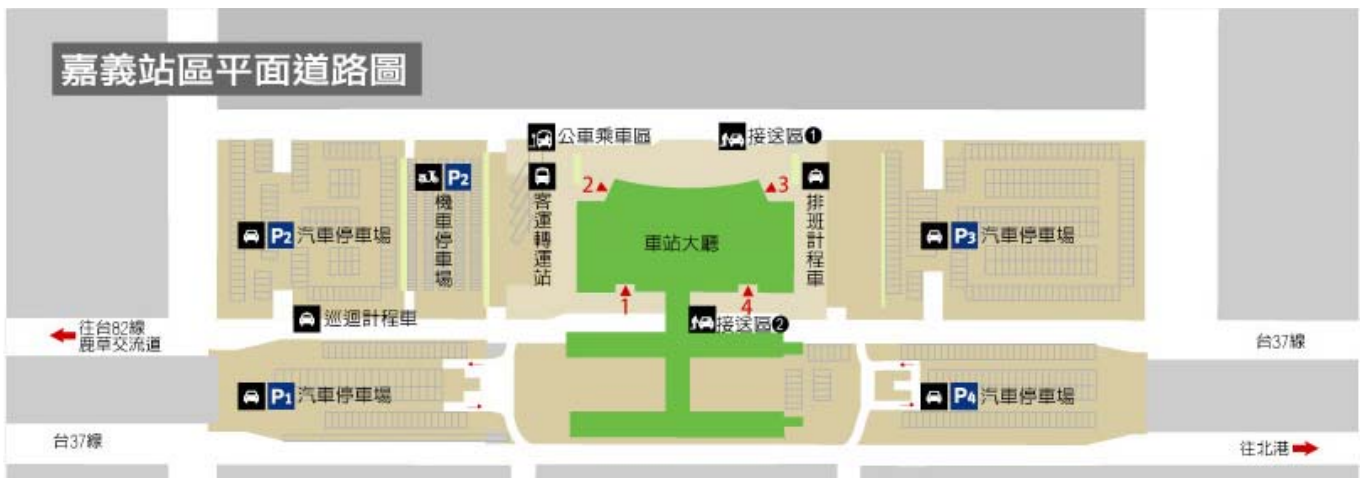 嘉義站區平面道路圖
公車乘車區
接送區❶
P2
機車停車場
客運轉運站
2
3
排班計程車
P2 汽車停車場
車站大廳
P3 汽車停車場
1
4
巡迴計程車
接送區❷
往台82線
鹿草交流道
台37線
P1 汽車停車場
P4 汽車停車場
台37線
往北港